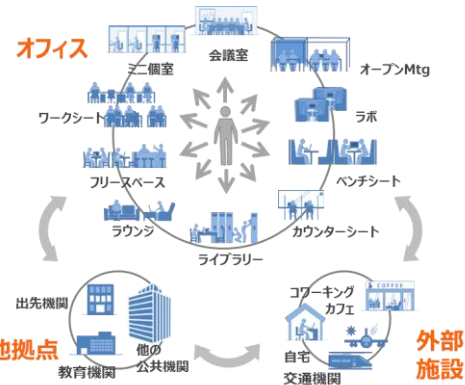 オフィス
会議室
ミニ個室
オープンMtg
ワークシート
ラボ
フリースペース
ベンチシート
ラウンジ
カウンターシート
ライブラリー
出先機関
他の
公共機関
教育機関
他拠点
コワーキング
カフェ
COFFEE
自宅
交通機関
外部
施設